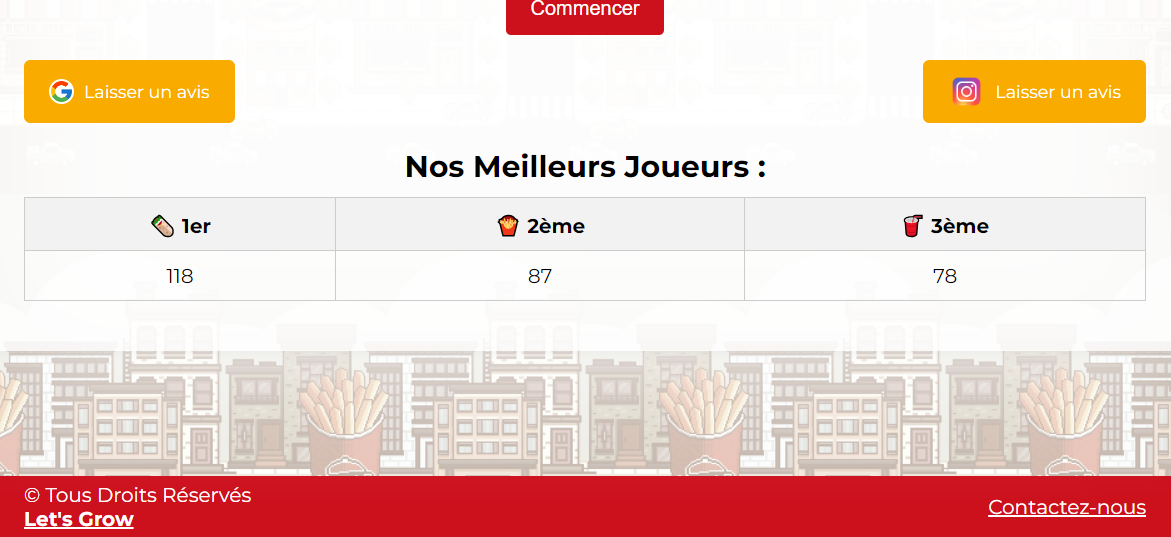 Commencer
Laisser un avis
Laisser un avis
Nos Meilleurs Joueurs :
1er 2ème 3ème
118 87 78
© Tous Droits Réservés
Let's Grow
Contactez-nous